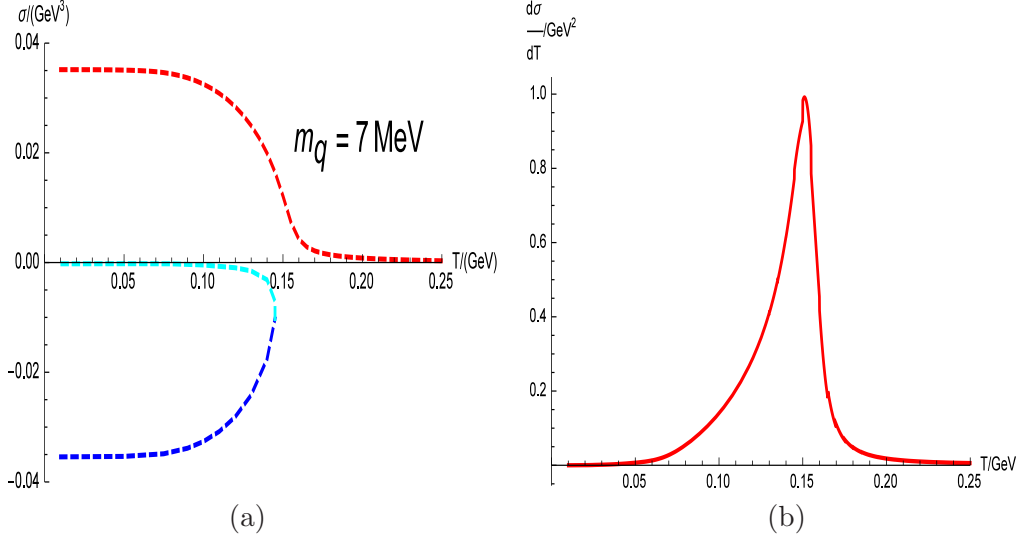 σ/(GeV³)
0.04
0.02
m_q = 7 MeV
0.00
T/(GeV)
0.05 0.10 0.15 0.20 0.25
−0.02
−0.04
(a)
dσ
—/GeV²
dT
1.0
0.8
0.6
0.4
0.2
T/GeV
0.05 0.10 0.15 0.20 0.25
(b)